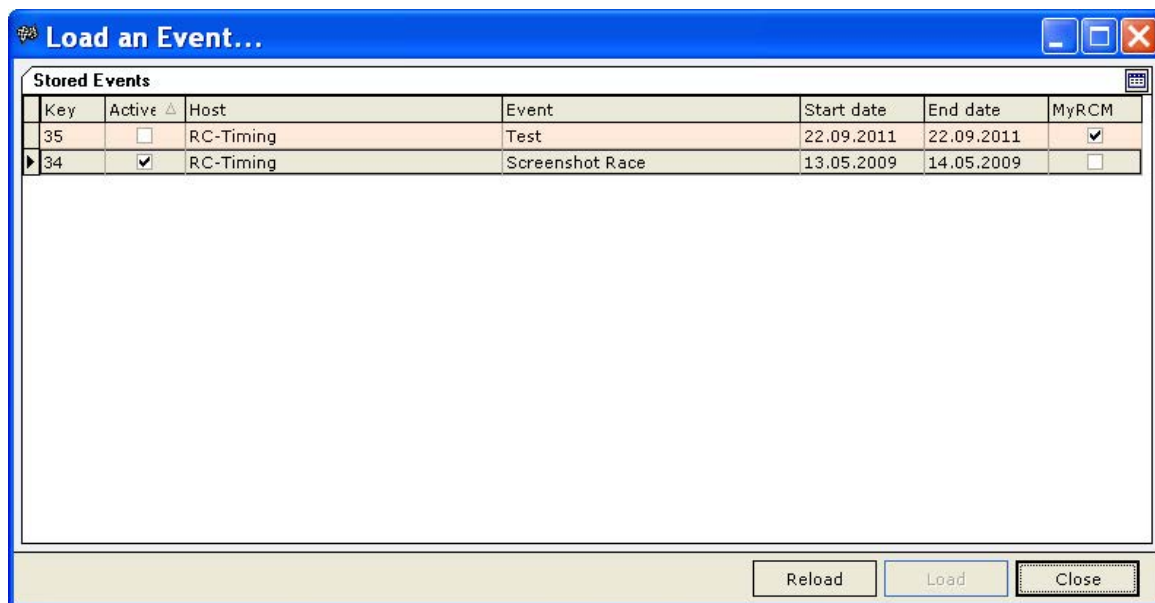 Load an Event...
Stored Events
Key Active Host Event Start date End date MyRCM
35 RC-Timing Test 22.09.2011 22.09.2011
34 RC-Timing Screenshot Race 13.05.2009 14.05.2009
Reload Load Close